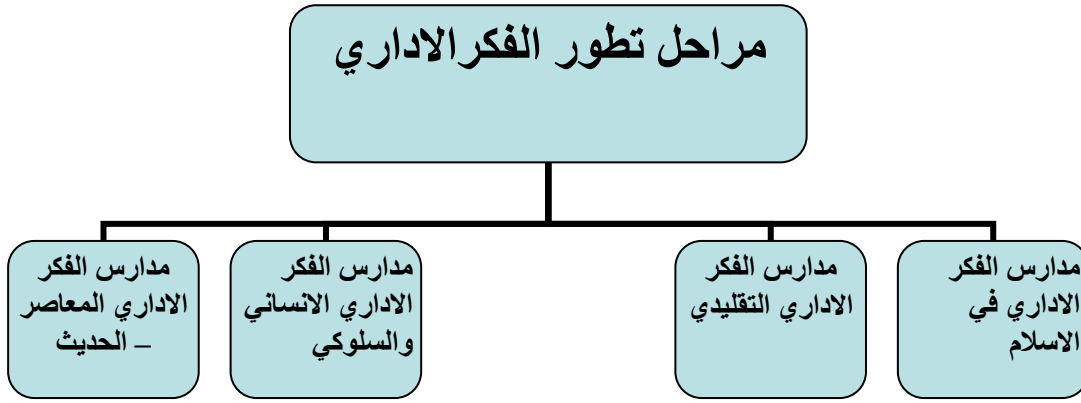 مراحل تطور الفكرالاداري
مدارس الفكر
الاداري في
الاسلام
مدارس الفكر
الاداري التقليدي
مدارس الفكر
الاداري الانساني
والسلوكي
مدارس الفكر
الاداري المعاصر
– الحديث